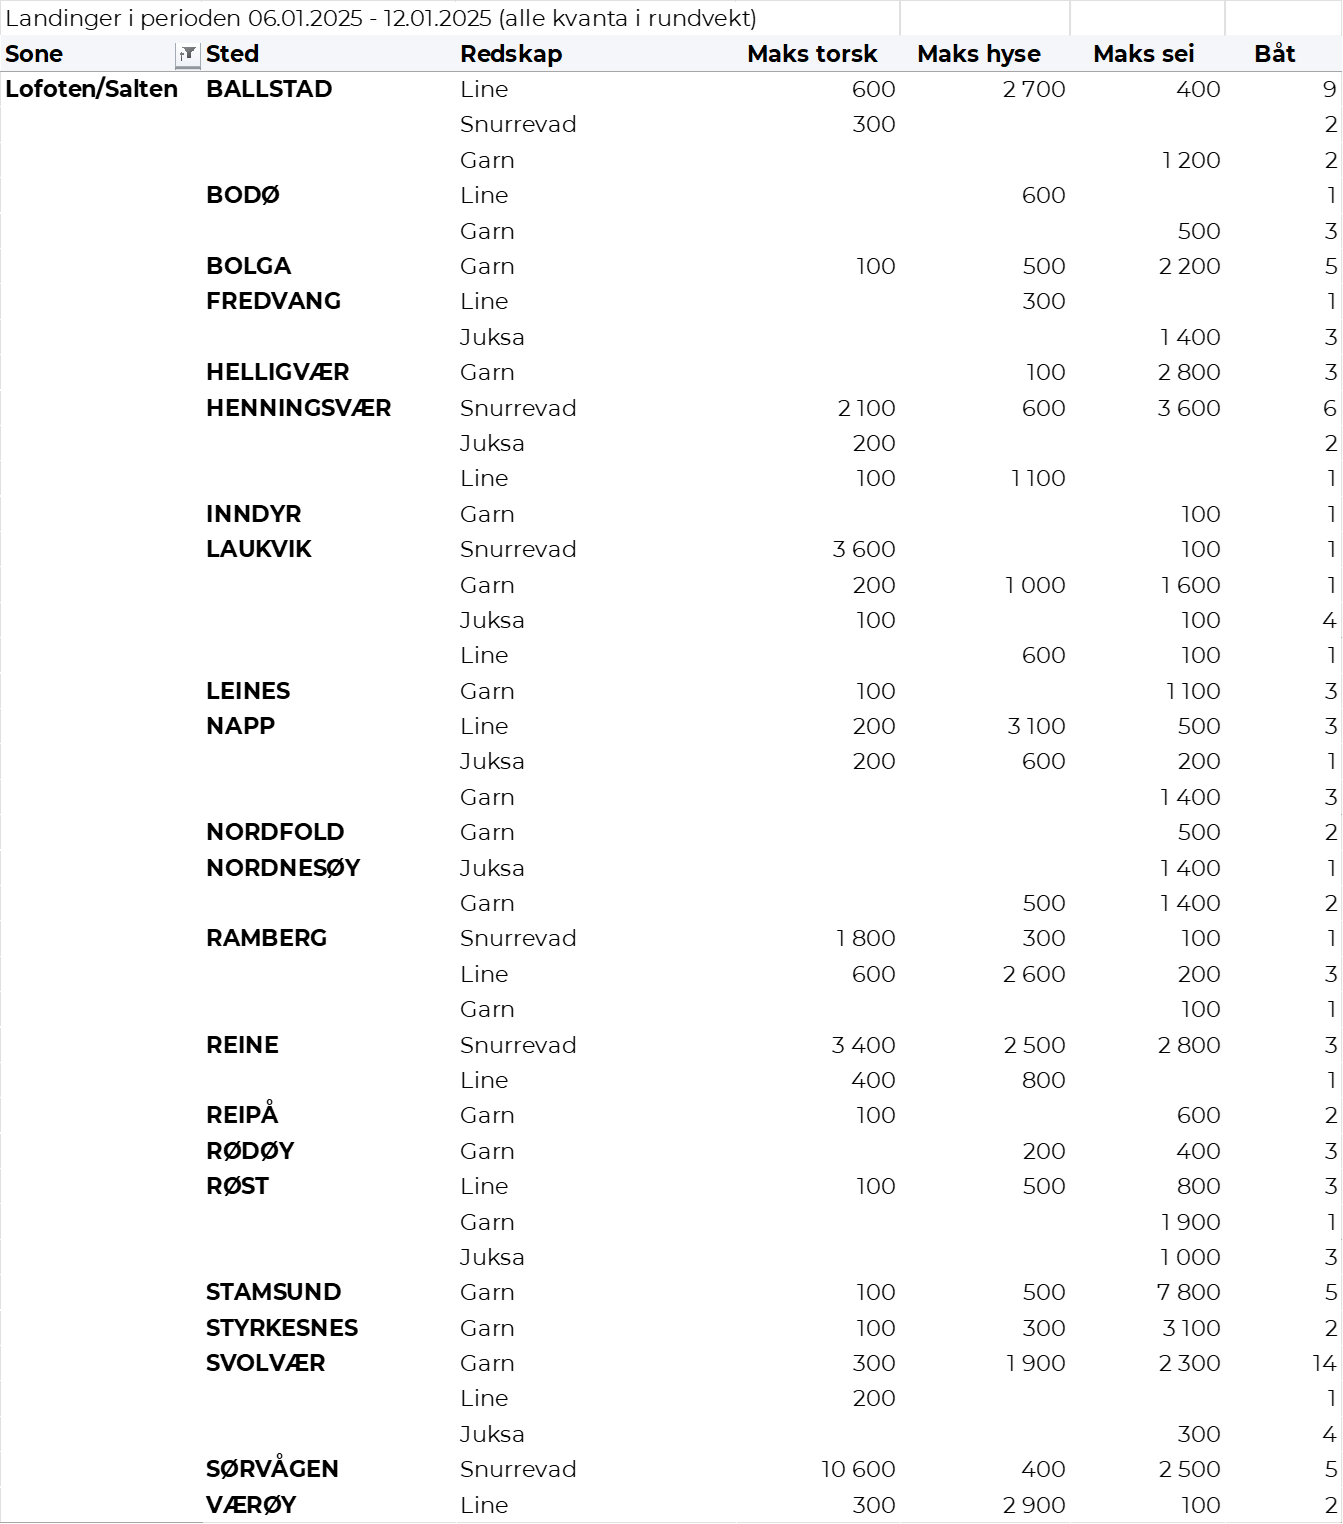 Landinger i perioden 06.01.2025 - 12.01.2025 (alle kvanta i rundvekt)
Sone Sted Redskap Maks torsk Maks hyse Maks sei Båt
Lofoten/Salten BALLSTAD Line 600 2 700 400 9
Snurrevad 300 2
Garn 1 200 2
BODØ Line 600 1
Garn 500 3
BOLGA Garn 100 500 2 200 5
FREDVANG Line 300 1
Juksa 1 400 3
HELLIGVÆR Garn 100 2 800 3
HENNINGSVÆR Snurrevad 2 100 600 3 600 6
Juksa 200 2
Line 100 1 100 1
INNDYR Garn 100 1
LAUKVIK Snurrevad 3 600 100 1
Garn 200 1 000 1 600 1
Juksa 100 100 4
Line 600 100 1
LEINES Garn 100 1 100 3
NAPP Line 200 3 100 500 3
Juksa 200 600 200 1
Garn 1 400 3
NORDFOLD Garn 500 2
NORDNESØY Juksa 1 400 1
Garn 500 1 400 2
RAMBERG Snurrevad 1 800 300 100 1
Line 600 2 600 200 3
Garn 100 1
REINE Snurrevad 3 400 2 500 2 800 3
Line 400 800 1
REIPÅ Garn 100 600 2
RØDØY Garn 200 400 3
RØST Line 100 500 800 3
Garn 1 900 1
Juksa 1 000 3
STAMSUND Garn 100 500 7 800 5
STYRKESNES Garn 100 300 3 100 2
SVOLVÆR Garn 300 1 900 2 300 14
Line 200 1
Juksa 300 4
SØRVÅGEN Snurrevad 10 600 400 2 500 5
VÆRØY Line 300 2 900 100 2